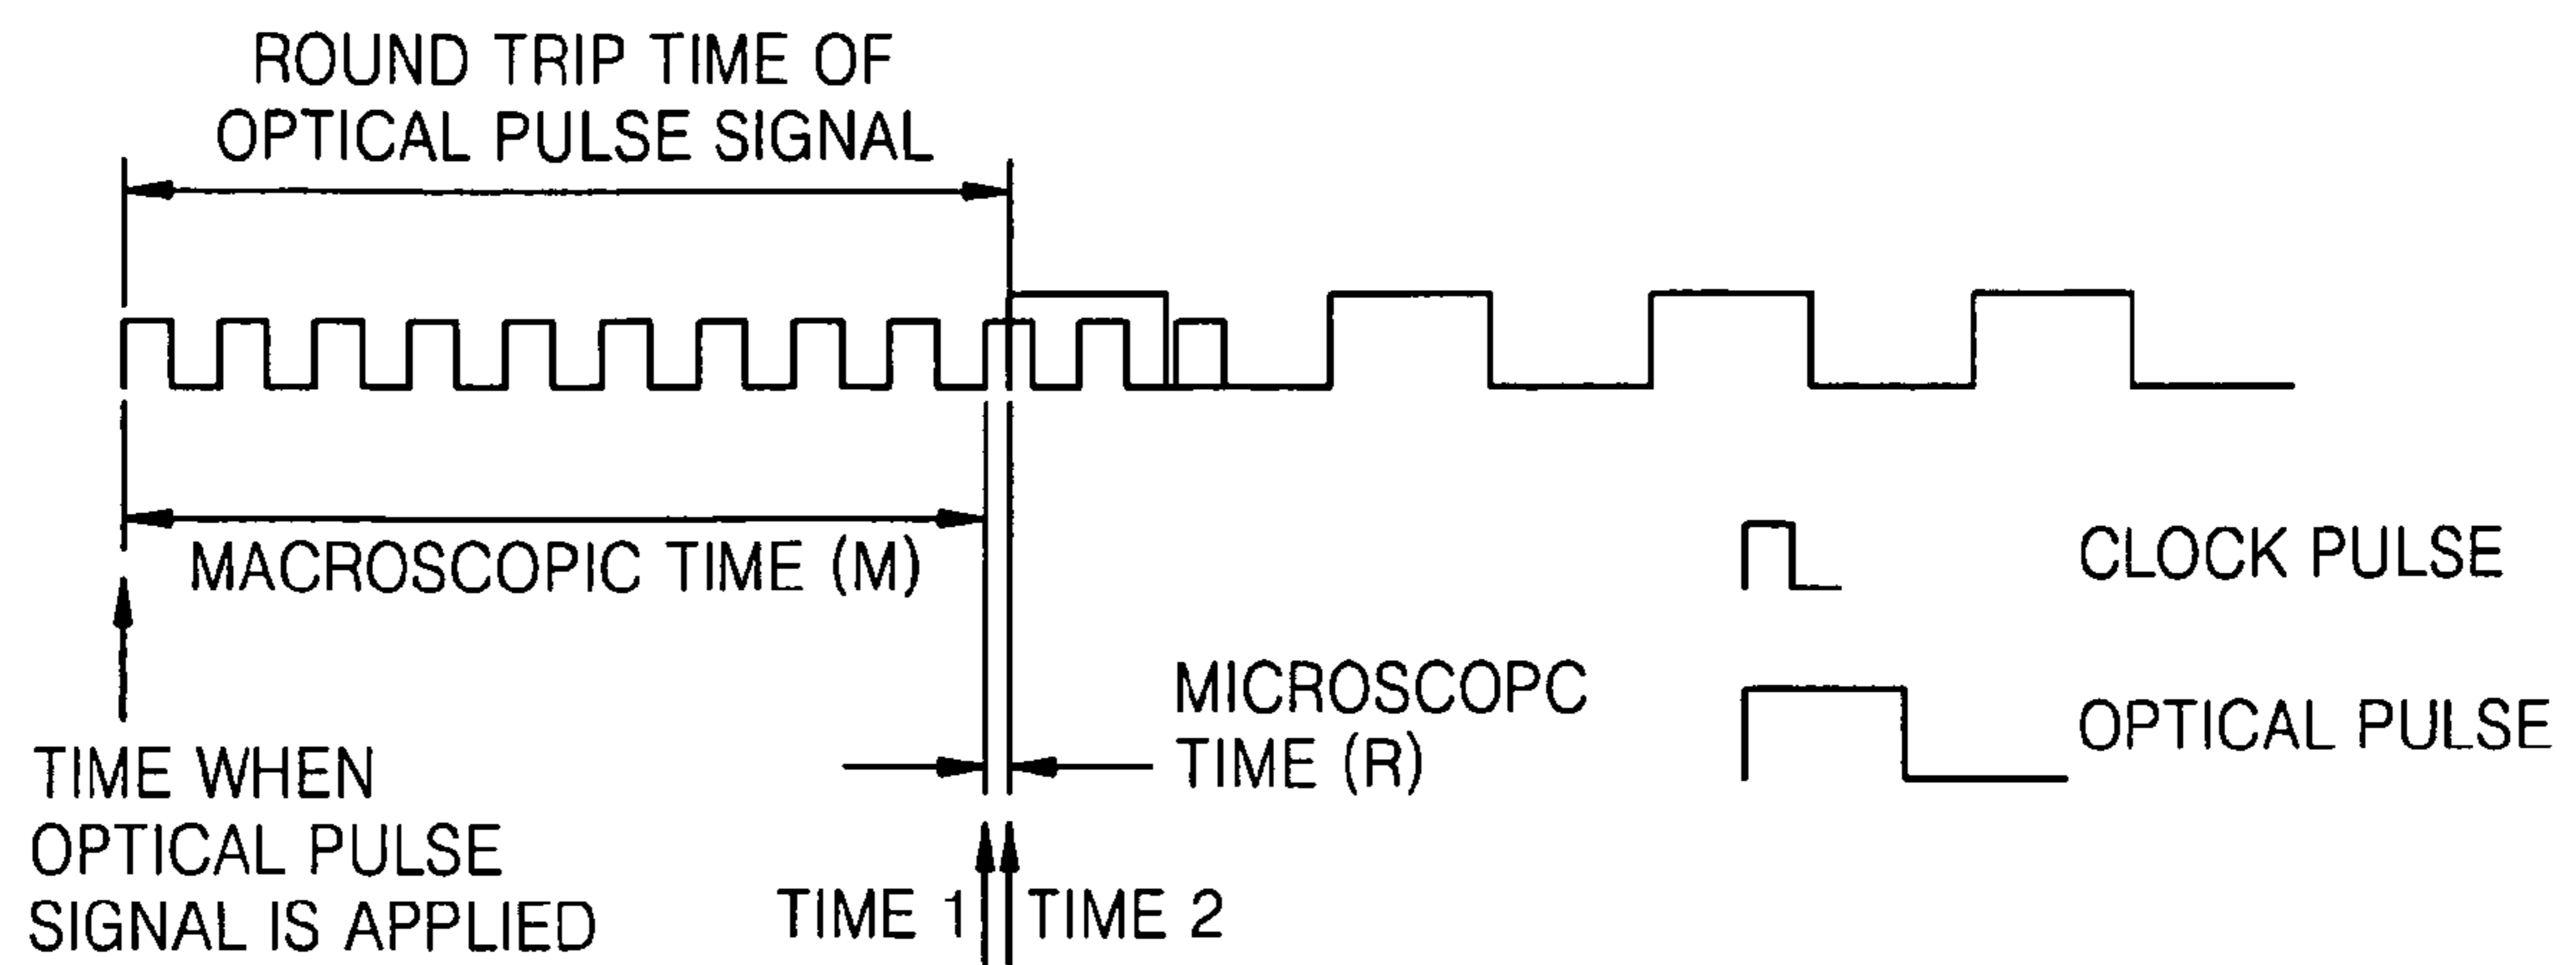 ROUND TRIP TIME OF
OPTICAL PULSE SIGNAL
MACROSCOPIC TIME (M)
CLOCK PULSE
MICROSCOPC
TIME (R)
OPTICAL PULSE
TIME WHEN
OPTICAL PULSE
SIGNAL IS APPLIED
TIME 1
TIME 2